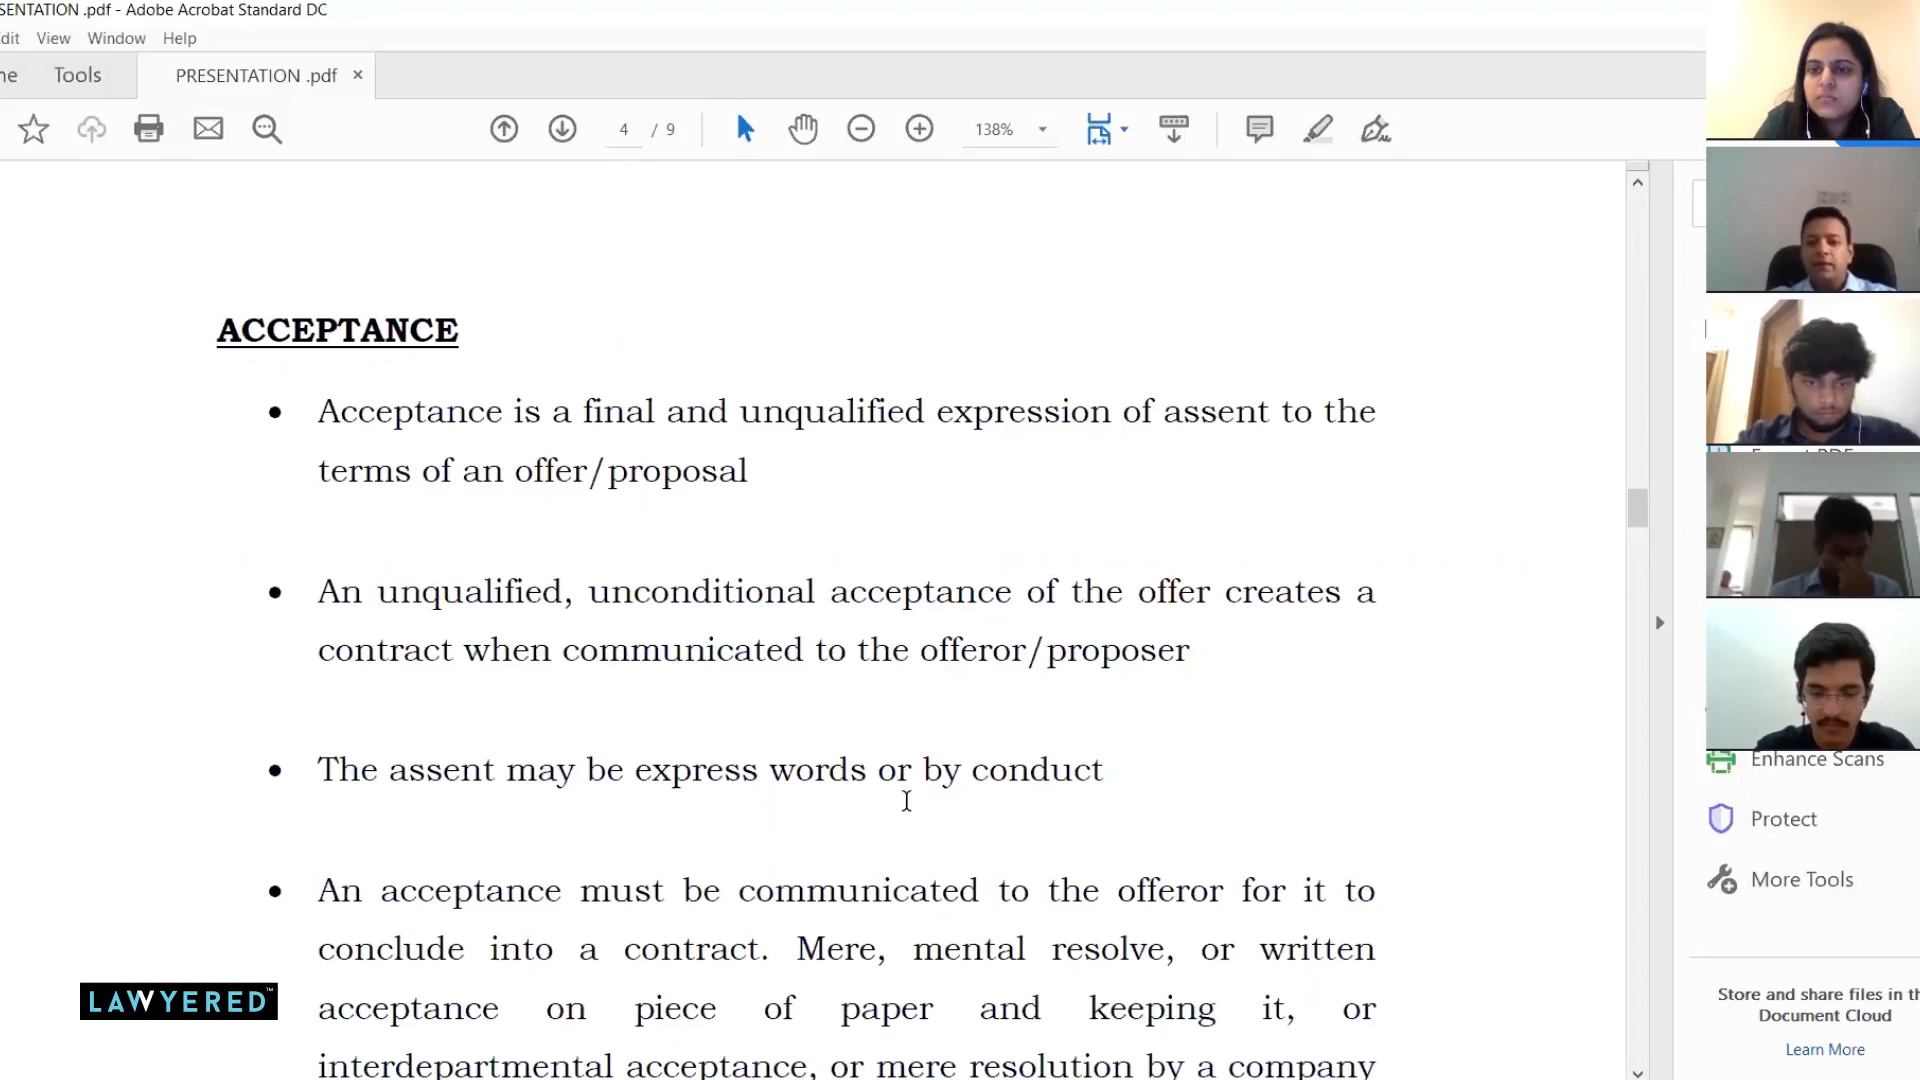 SENTATION .pdf - Adobe Acrobat Standard DC
dit View Window Help
ne Tools PRESENTATION .pdf ×
4 / 9 138%
ACCEPTANCE
• Acceptance is a final and unqualified expression of assent to the
terms of an offer/proposal
• An unqualified, unconditional acceptance of the offer creates a
contract when communicated to the offeror/proposer
• The assent may be express words or by conduct
• An acceptance must be communicated to the offeror for it to
conclude into a contract. Mere, mental resolve, or written
acceptance on piece of paper and keeping it, or
interdepartmental acceptance, or mere resolution by a company
LAWYERED™
Enhance Scans
Protect
More Tools
Store and share files in th
Document Cloud
Learn More